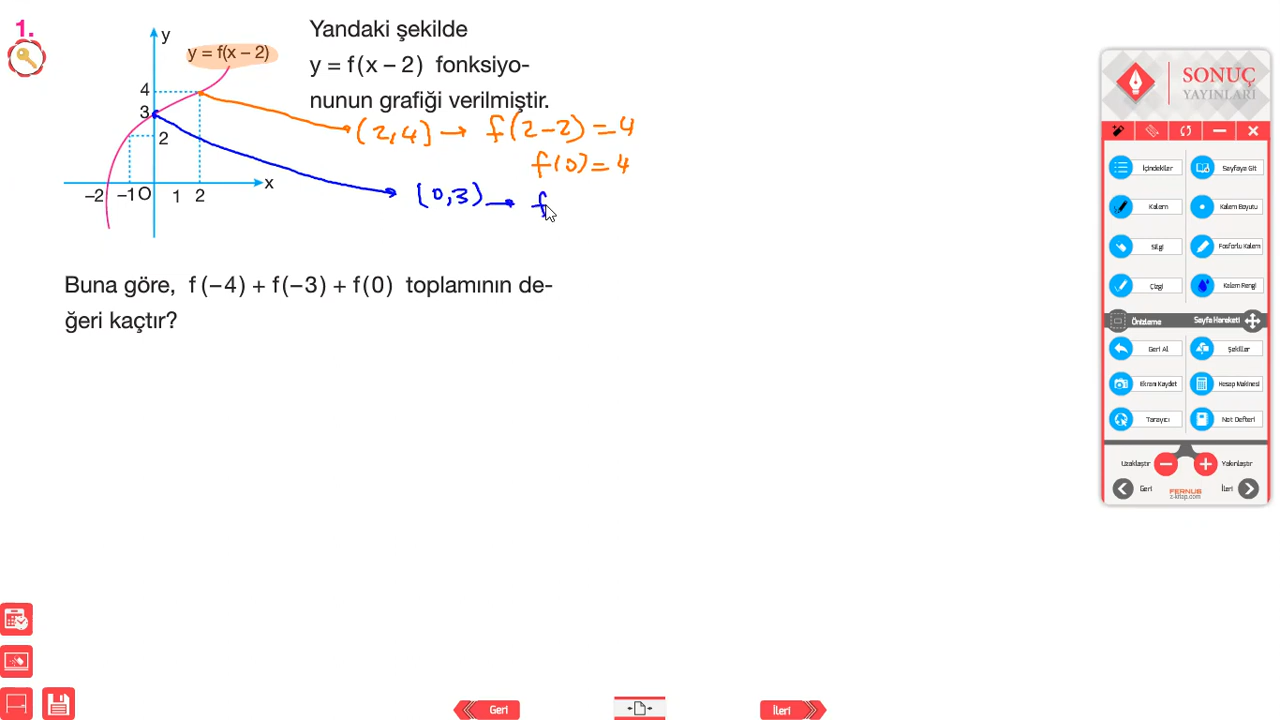 1.
y
y = f(x − 2)
4
3
2
−2 −1 O 1 2 x
Yandaki şekilde
y = f(x − 2) fonksiyo-
nunun grafiği verilmiştir.
(2,4] → f(2−2) = 4
f(0) = 4
(0,3) → f
Buna göre, f(−4) + f(−3) + f(0) toplamının de-
ğeri kaçtır?
SONUÇ
YAYINLARI
İçindekiler
Sayfaya Git
Kalem
Kalem Boyutu
Silgi
Fosforlu Kalem
Çizgi
Kalem Rengi
Önizleme
Sayfa Hareketi
Geri Al
Şekiller
Ekran Kaydet
Hesap Makinesi
Tarayıcı
Not Defteri
Uzaklaştır
Yakınlaştır
Geri
FERNUS
z-kitap.com
İleri
Geri
İleri